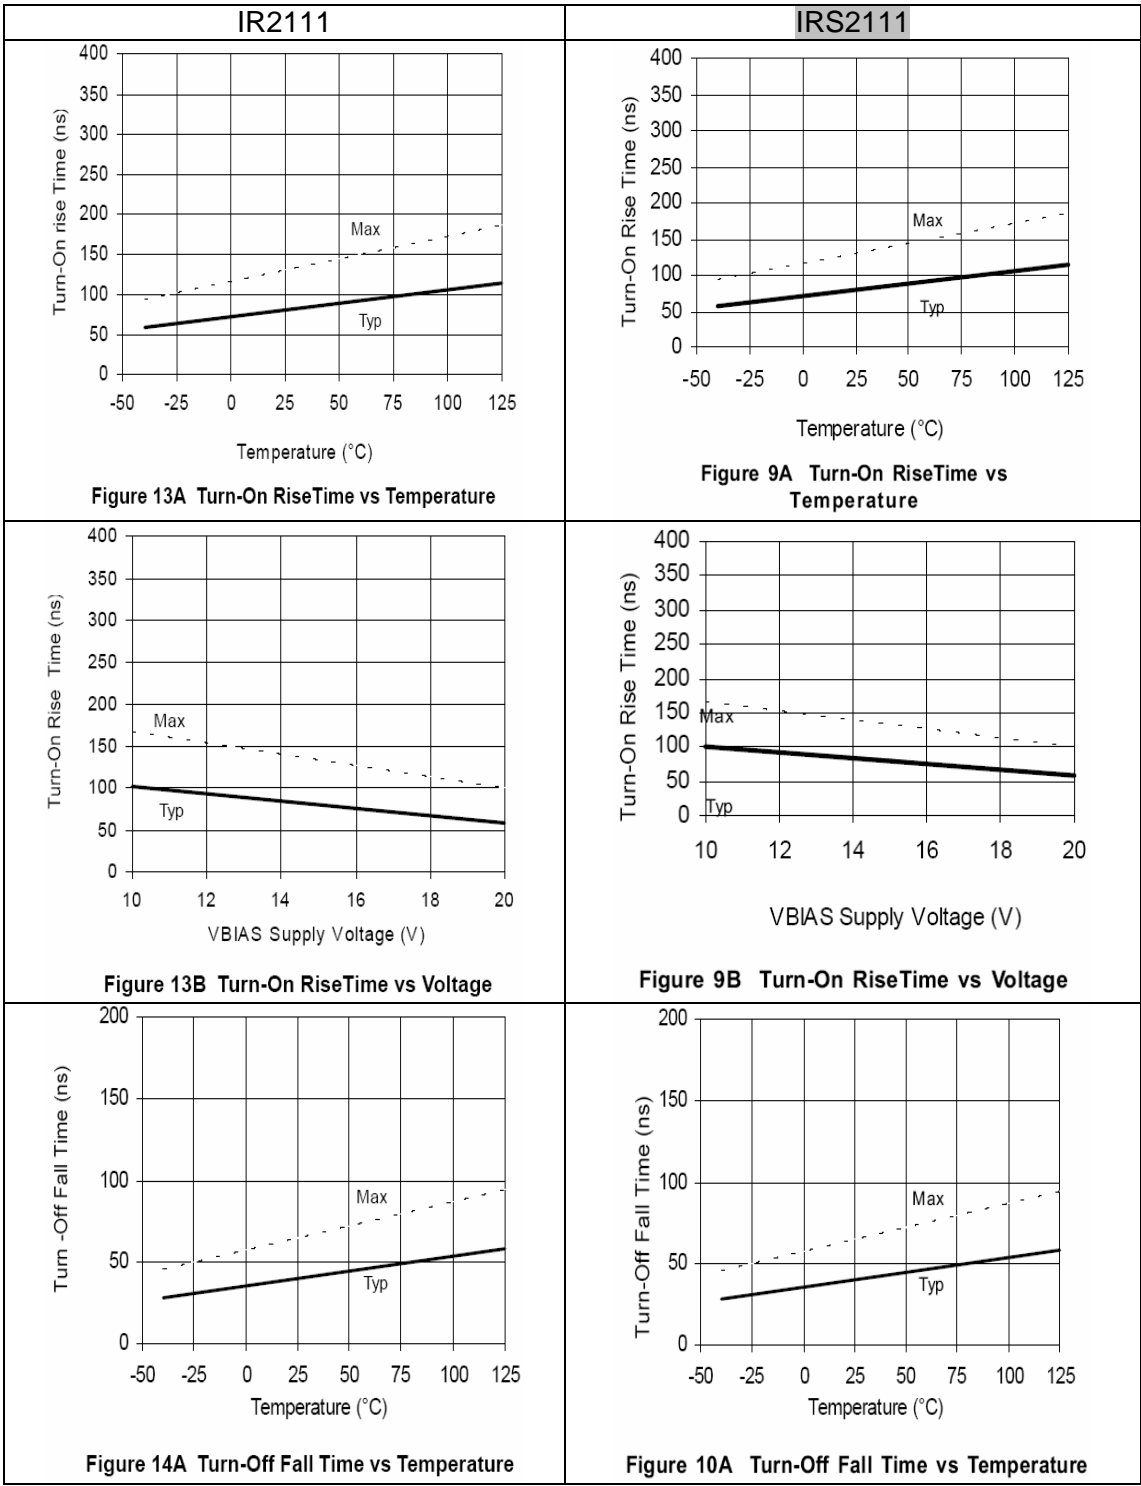 IR2111
IRS2111
Turn-On rise Time (ns)
400
350
300
250
200
150
100
50
0
Max
Typ
-50 -25 0 25 50 75 100 125
Temperature (°C)
Figure 13A Turn-On RiseTime vs Temperature
Turn-On Rise Time (ns)
400
350
300
250
200
150
100
50
0
Max
Typ
-50 -25 0 25 50 75 100 125
Temperature (°C)
Figure 9A Turn-On RiseTime vs
Temperature
Turn-On Rise Time (ns)
400
350
300
250
200
150
100
50
0
Max
Typ
10 12 14 16 18 20
VBIAS Supply Voltage (V)
Figure 13B Turn-On RiseTime vs Voltage
Turn-On Rise Time (ns)
400
350
300
250
200
150
100
50
0
Max
Typ
10 12 14 16 18 20
VBIAS Supply Voltage (V)
Figure 9B Turn-On RiseTime vs Voltage
Turn -Off Fall Time (ns)
200
150
100
50
0
Max
Typ
-50 -25 0 25 50 75 100 125
Temperature (°C)
Figure 14A Turn-Off Fall Time vs Temperature
Turn-Off Fall Time (ns)
200
150
100
50
0
Max
Typ
-50 -25 0 25 50 75 100 125
Temperature (°C)
Figure 10A Turn-Off Fall Time vs Temperature